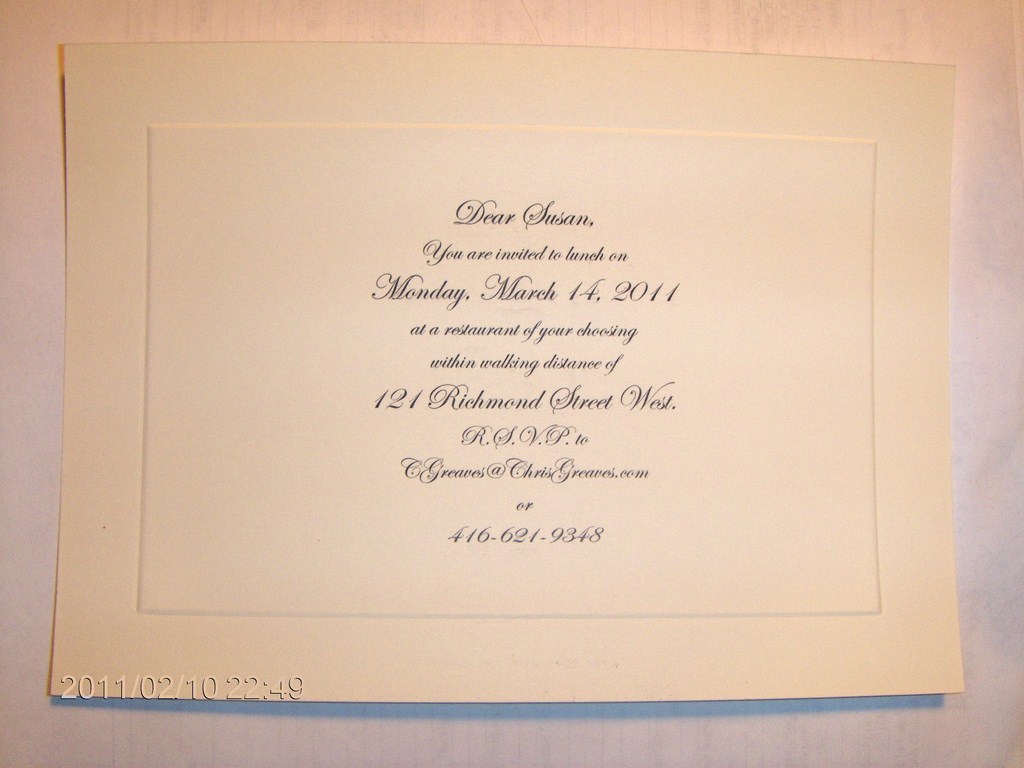 Dear Susan,
You are invited to lunch on
Monday, March 14, 2011
at a restaurant of your choosing
within walking distance of
121 Richmond Street West.
R.S.V.P. to
CGreaves@ChrisGreaves.com
or
416-621-9348
2011/02/10 22:49